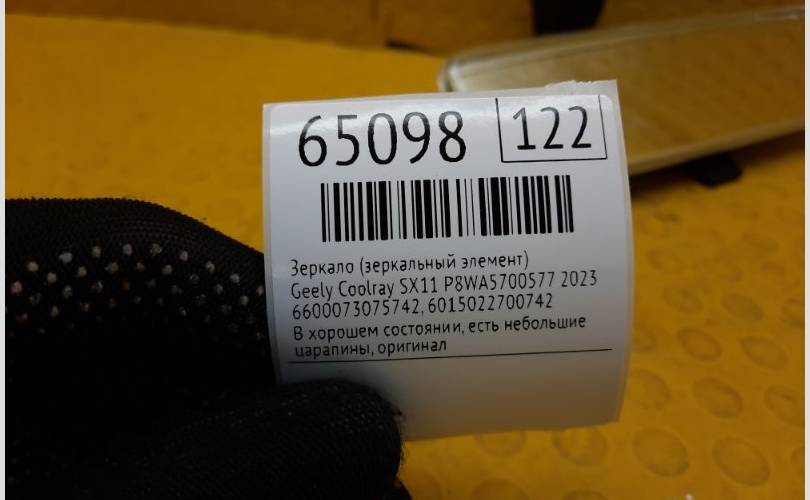 65098 122
Зеркало (зеркальный элемент)
Geely Coolray SX11 P8WA5700577 2023
6600073075742, 6015022700742
В хорошем состоянии, есть небольшие
царапины, оригинал